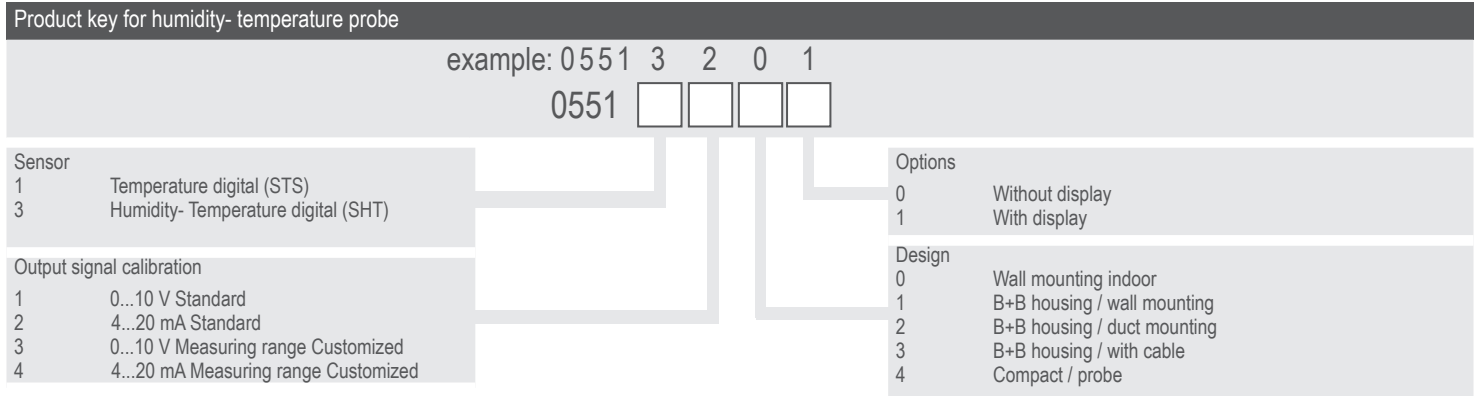 Product key for humidity- temperature probe
example: 0551 3 2 0 1
0551
Sensor
1 Temperature digital (STS)
3 Humidity- Temperature digital (SHT)
Output signal calibration
1 0...10 V Standard
2 4...20 mA Standard
3 0...10 V Measuring range Customized
4 4...20 mA Measuring range Customized
Options
0 Without display
1 With display
Design
0 Wall mounting indoor
1 B+B housing / wall mounting
2 B+B housing / duct mounting
3 B+B housing / with cable
4 Compact / probe